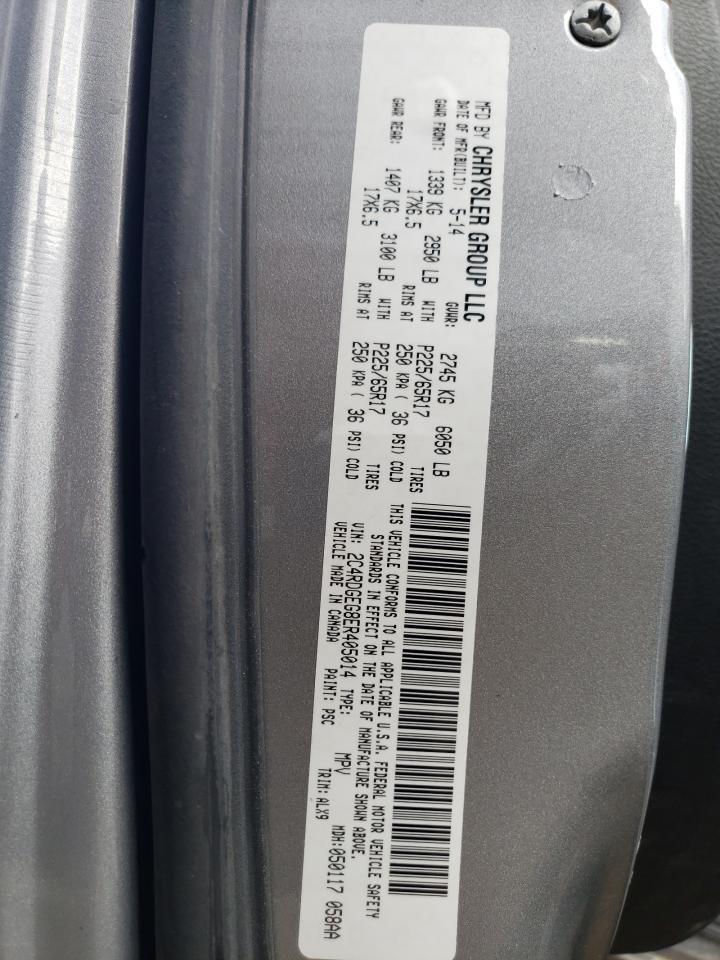 MFD BY CHRYSLER GROUP LLC
DATE OF MFR(BUILT): 5-14 GVWR: 2745 KG 6050 LB
GAWR FRONT: 1339 KG 2950 LB WITH P225/65R17 TIRES
17X6.5 RIMS AT 250 KPA ( 36 PSI) COLD
GAWR REAR: 1407 KG 3100 LB WITH P225/65R17 TIRES
17X6.5 RIMS AT 250 KPA ( 36 PSI) COLD
THIS VEHICLE CONFORMS TO ALL APPLICABLE U.S.A. FEDERAL MOTOR VEHICLE SAFETY
STANDARDS IN EFFECT ON THE DATE OF MANUFACTURE SHOWN ABOVE.
VIN: 2C4RDGEG8ER405014 TYPE: MPV MDH:050117 058AA
VEHICLE MADE IN CANADA PAINT: PSC TRIM: ALX9